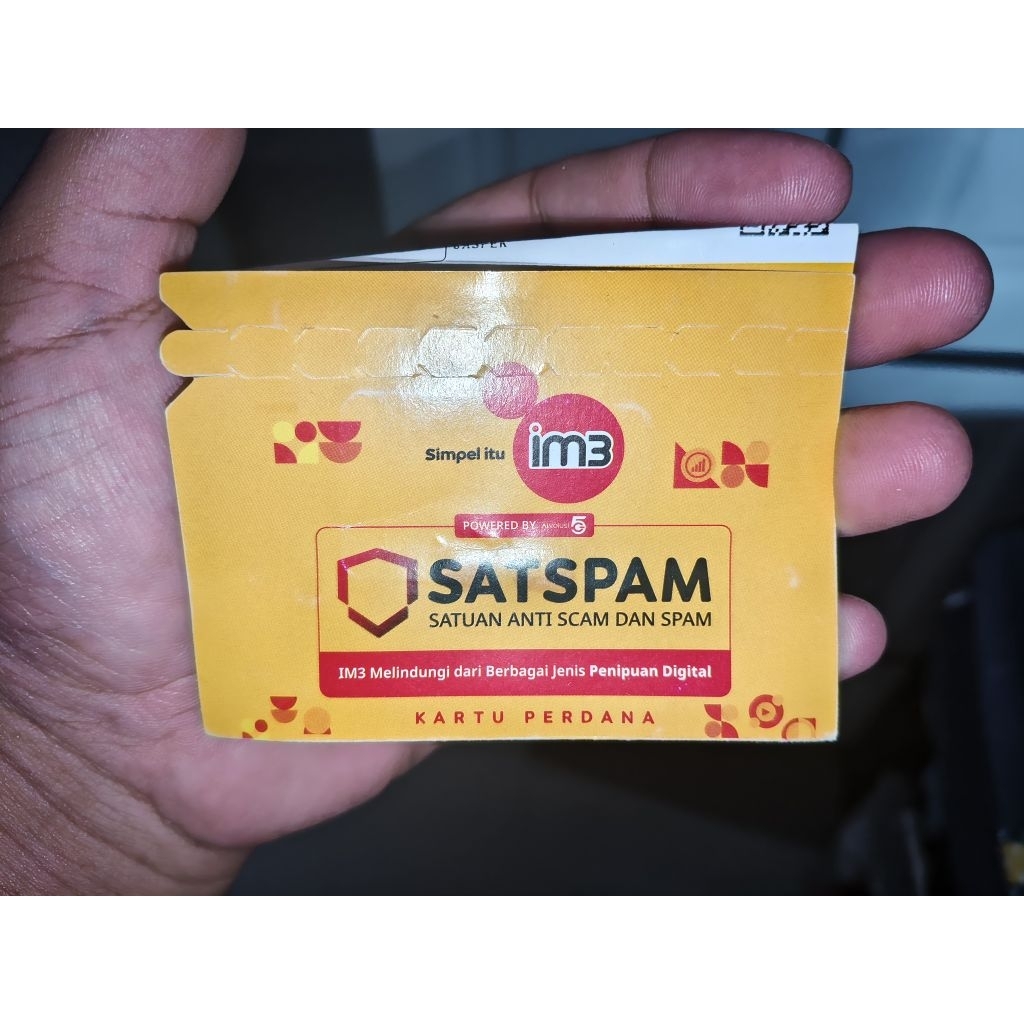 Simpel itu im3
POWERED BY 5G
SATSPAM
SATUAN ANTI SCAM DAN SPAM
IM3 Melindungi dari Berbagai Jenis Penipuan Digital
KARTU PERDANA